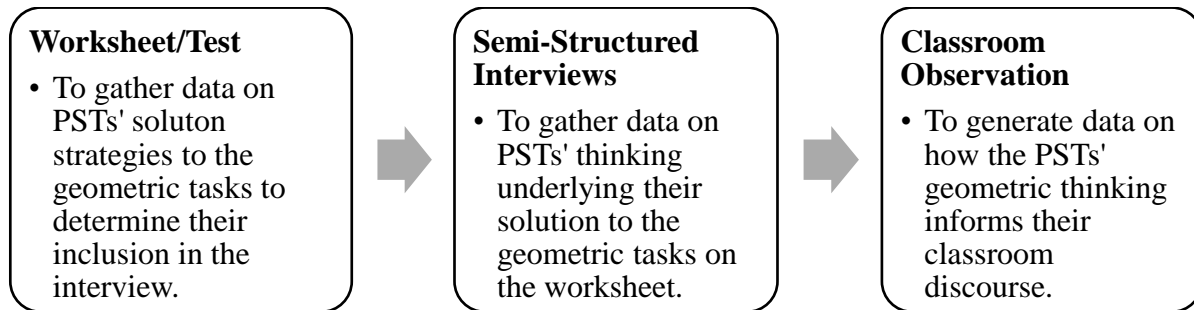 Worksheet/Test
• To gather data on
PSTs' soluton
strategies to the
geometric tasks to
determine their
inclusion in the
interview.
Semi-Structured
Interviews
• To gather data on
PSTs' thinking
underlying their
solution to the
geometric tasks on
the worksheet.
Classroom
Observation
• To generate data on
how the PSTs'
geometric thinking
informs their
classroom
discourse.